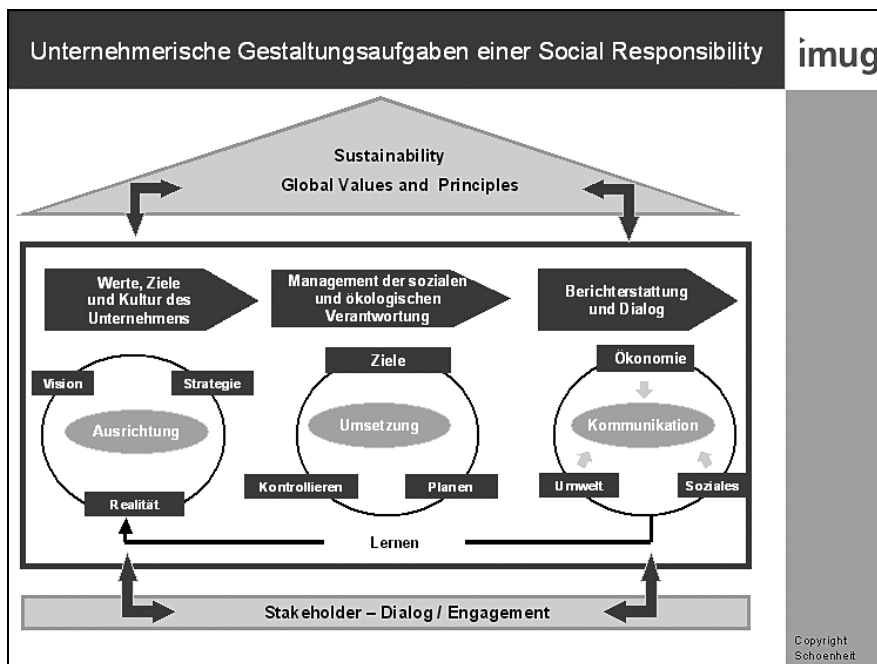 Unternehmerische Gestaltungsaufgaben einer Social Responsibility
imug
Sustainability
Global Values and Principles
Werte, Ziele
und Kultur des
Unternehmens
Management der sozialen
und ökologischen
Verantwortung
Berichterstattung
und Dialog
Vision
Strategie
Ausrichtung
Realität
Ziele
Umsetzung
Kontrollieren
Planen
Ökonomie
Kommunikation
Umwelt
Soziales
Lernen
Stakeholder – Dialog / Engagement
Copyright
Schoenheit